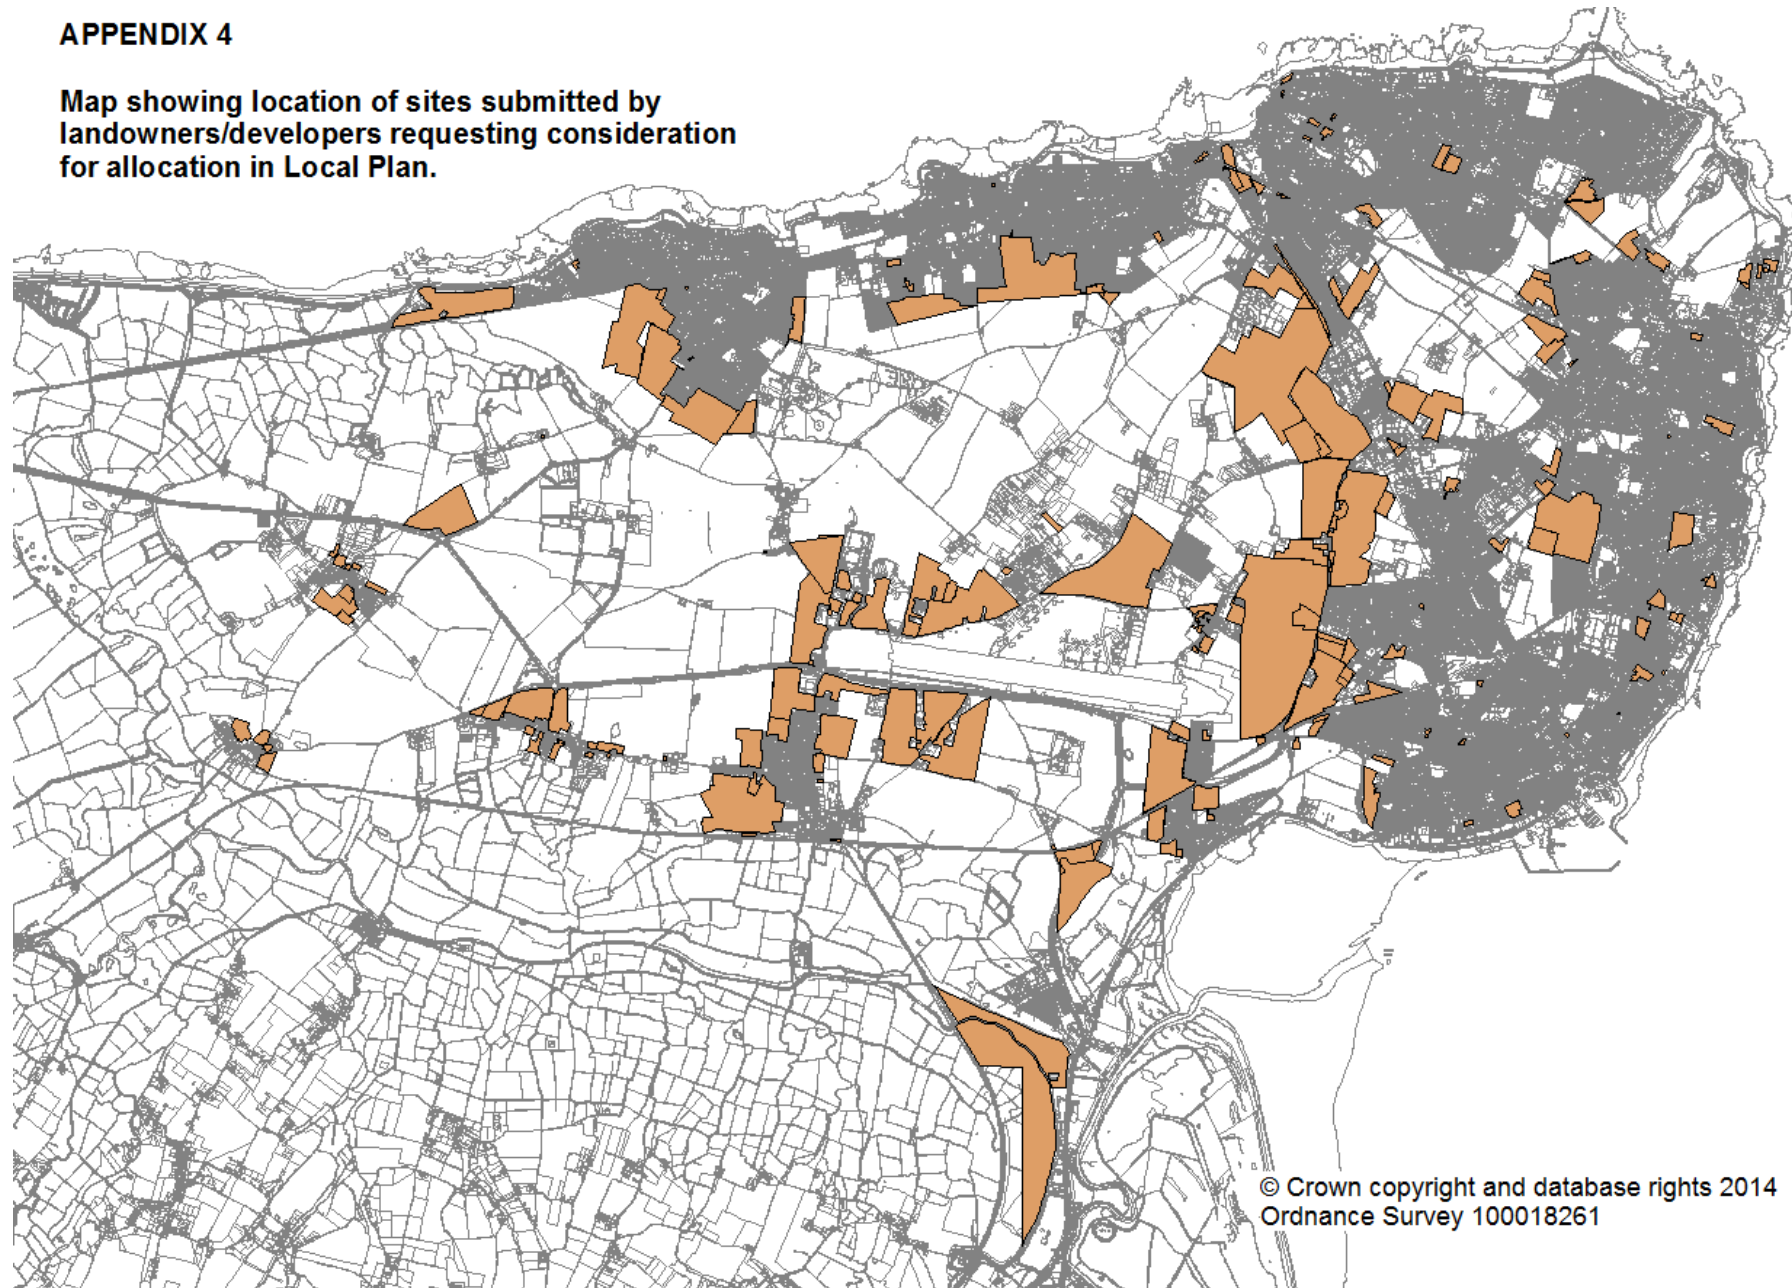 APPENDIX 4
Map showing location of sites submitted by
landowners/developers requesting consideration
for allocation in Local Plan.
© Crown copyright and database rights 2014
Ordnance Survey 100018261